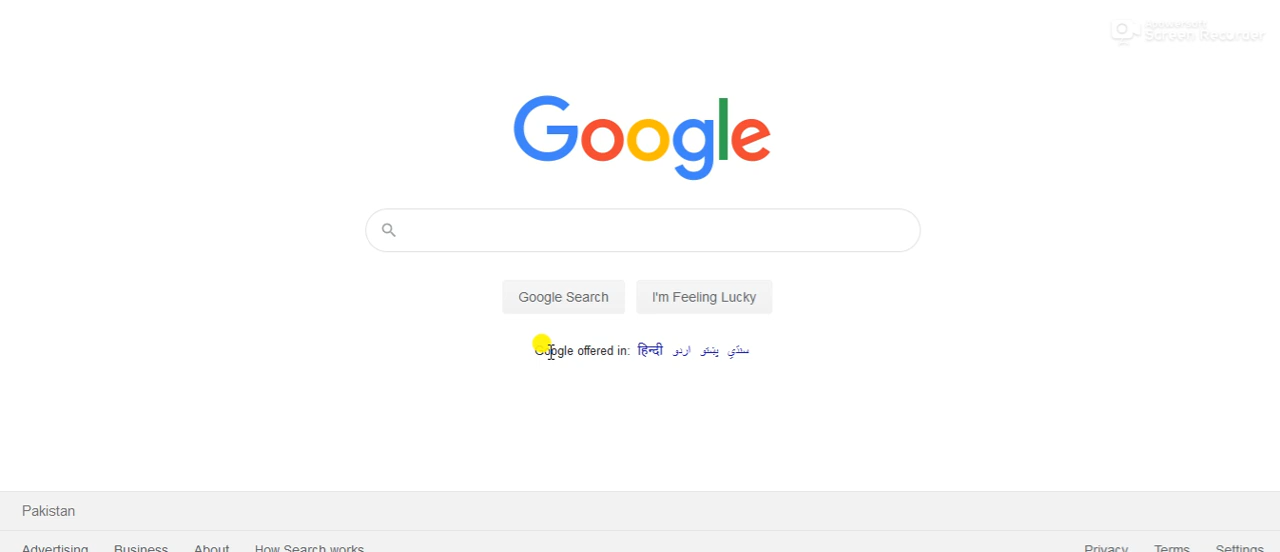 Apowersoft
Screen Recorder
Google
Google Search I'm Feeling Lucky
Google offered in: हिन्दी اردو پښتو سنڌي
Pakistan
Advertising Business About How Search works Privacy Terms Settings